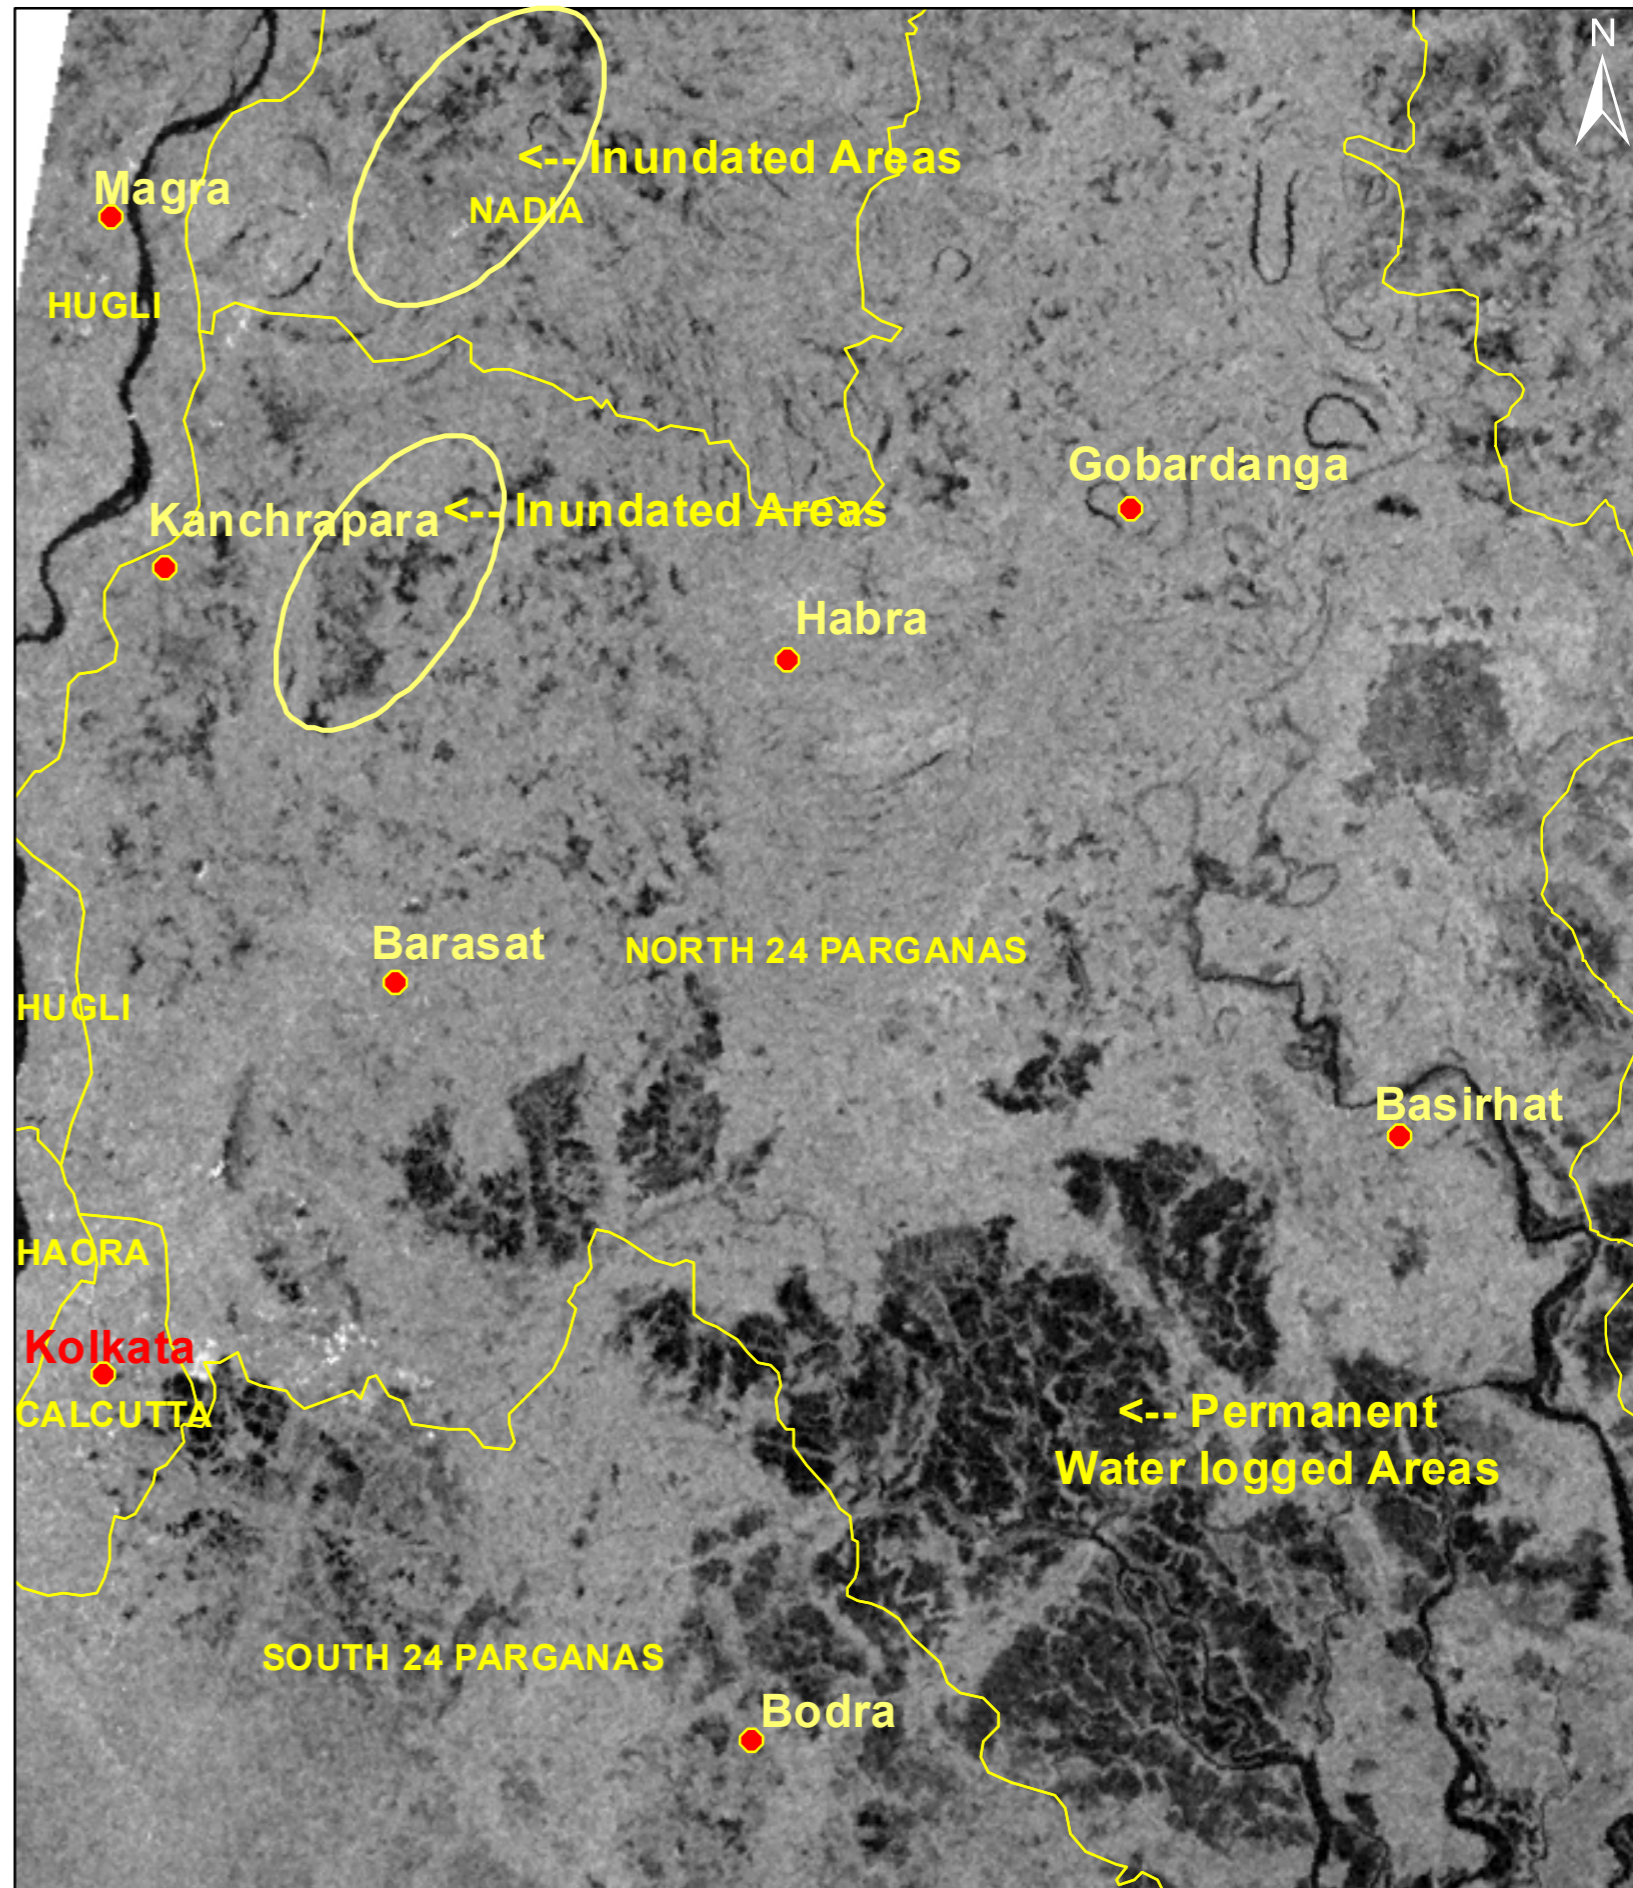 N
<-- Inundated Areas
Magra
NADIA
HUGLI
Gobardanga
<-- Inundated Areas
Kanchrapara
Habra
Barasat
NORTH 24 PARGANAS
HUGLI
Basirhat
HAORA
Kolkata
<-- Permanent
Water logged Areas
CALCUTTA
SOUTH 24 PARGANAS
Bodra